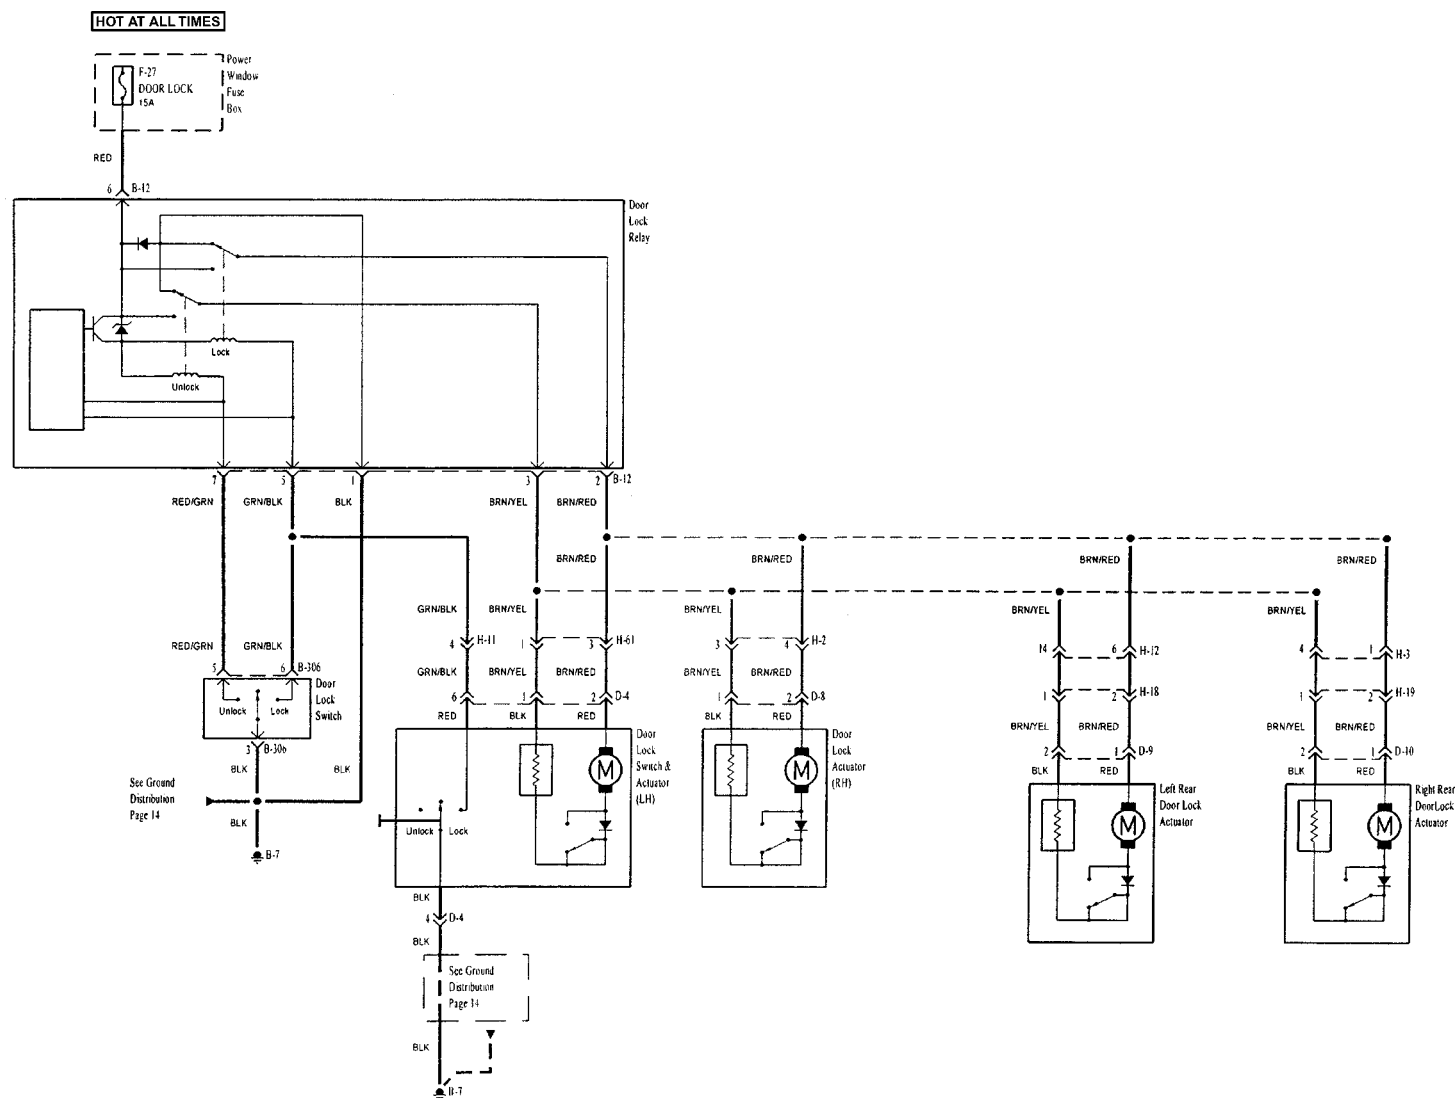 HOT AT ALL TIMES
F-27
DOOR LOCK
15A
Power
Window
Fuse
Box
RED
6 B-12
Door
Lock
Relay
Lock
Unlock
7 5 1 3 2 B-12
RED/GRN GRN/BLK BLK BRN/YEL BRN/RED
BRN/RED BRN/RED BRN/RED BRN/RED
GRN/BLK BRN/YEL BRN/YEL BRN/YEL BRN/YEL
RED/GRN GRN/BLK
4 H-11 1 3 H-61 3 4 H-2 14 6 H-12 4 1 H-3
5 6 B-306
GRN/BLK BRN/YEL BRN/RED BRN/YEL BRN/RED
Door
Lock
Switch
Unlock Lock
6 1 2 D-4 1 2 D-8 1 2 H-18 1 2 H-19
RED BLK RED BLK RED BRN/YEL BRN/RED BRN/YEL BRN/RED
3 B-306
BLK BLK
Door
Lock
Switch &
Actuator
(LH)
M
Door
Lock
Actuator
(RH)
M
2 1 D-9 2 1 D-10
BLK RED BLK RED
See Ground
Distribution
Page 14
BLK
B-7
Unlock Lock
Left Rear
Door Lock
Actuator
M
Right Rear
DoorLock
Actuator
M
BLK
4 D-4
BLK
See Ground
Distribution
Page 14
BLK
B-7